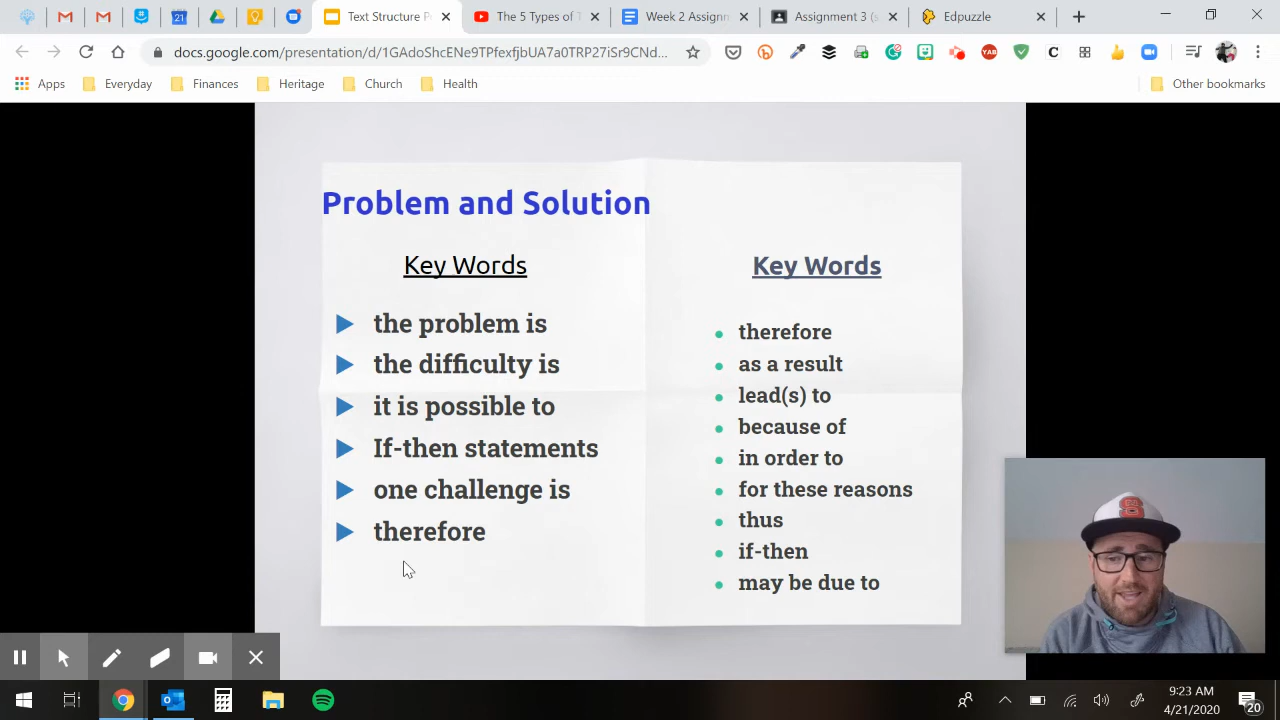 Text Structure P
The 5 Types of T
Week 2 Assignm
Assignment 3 (
Edpuzzle
docs.google.com/presentation/d/1GAdoShcENe9TPfexfjbUA7a0TRP27iSr9CNd...
Apps
Everyday
Finances
Heritage
Church
Health
Other bookmarks
Problem and Solution
Key Words
the problem is
the difficulty is
it is possible to
If-then statements
one challenge is
therefore
Key Words
therefore
as a result
lead(s) to
because of
in order to
for these reasons
thus
if-then
may be due to
9:23 AM
4/21/2020
20